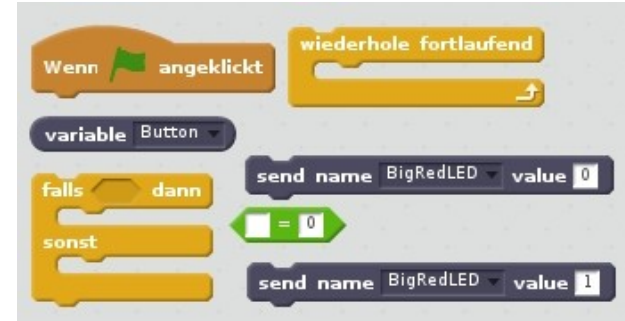 Wenn angeklickt
wiederhole fortlaufend
variable Button
falls dann
sonst
send name BigRedLED value 0
= 0
send name BigRedLED value 1